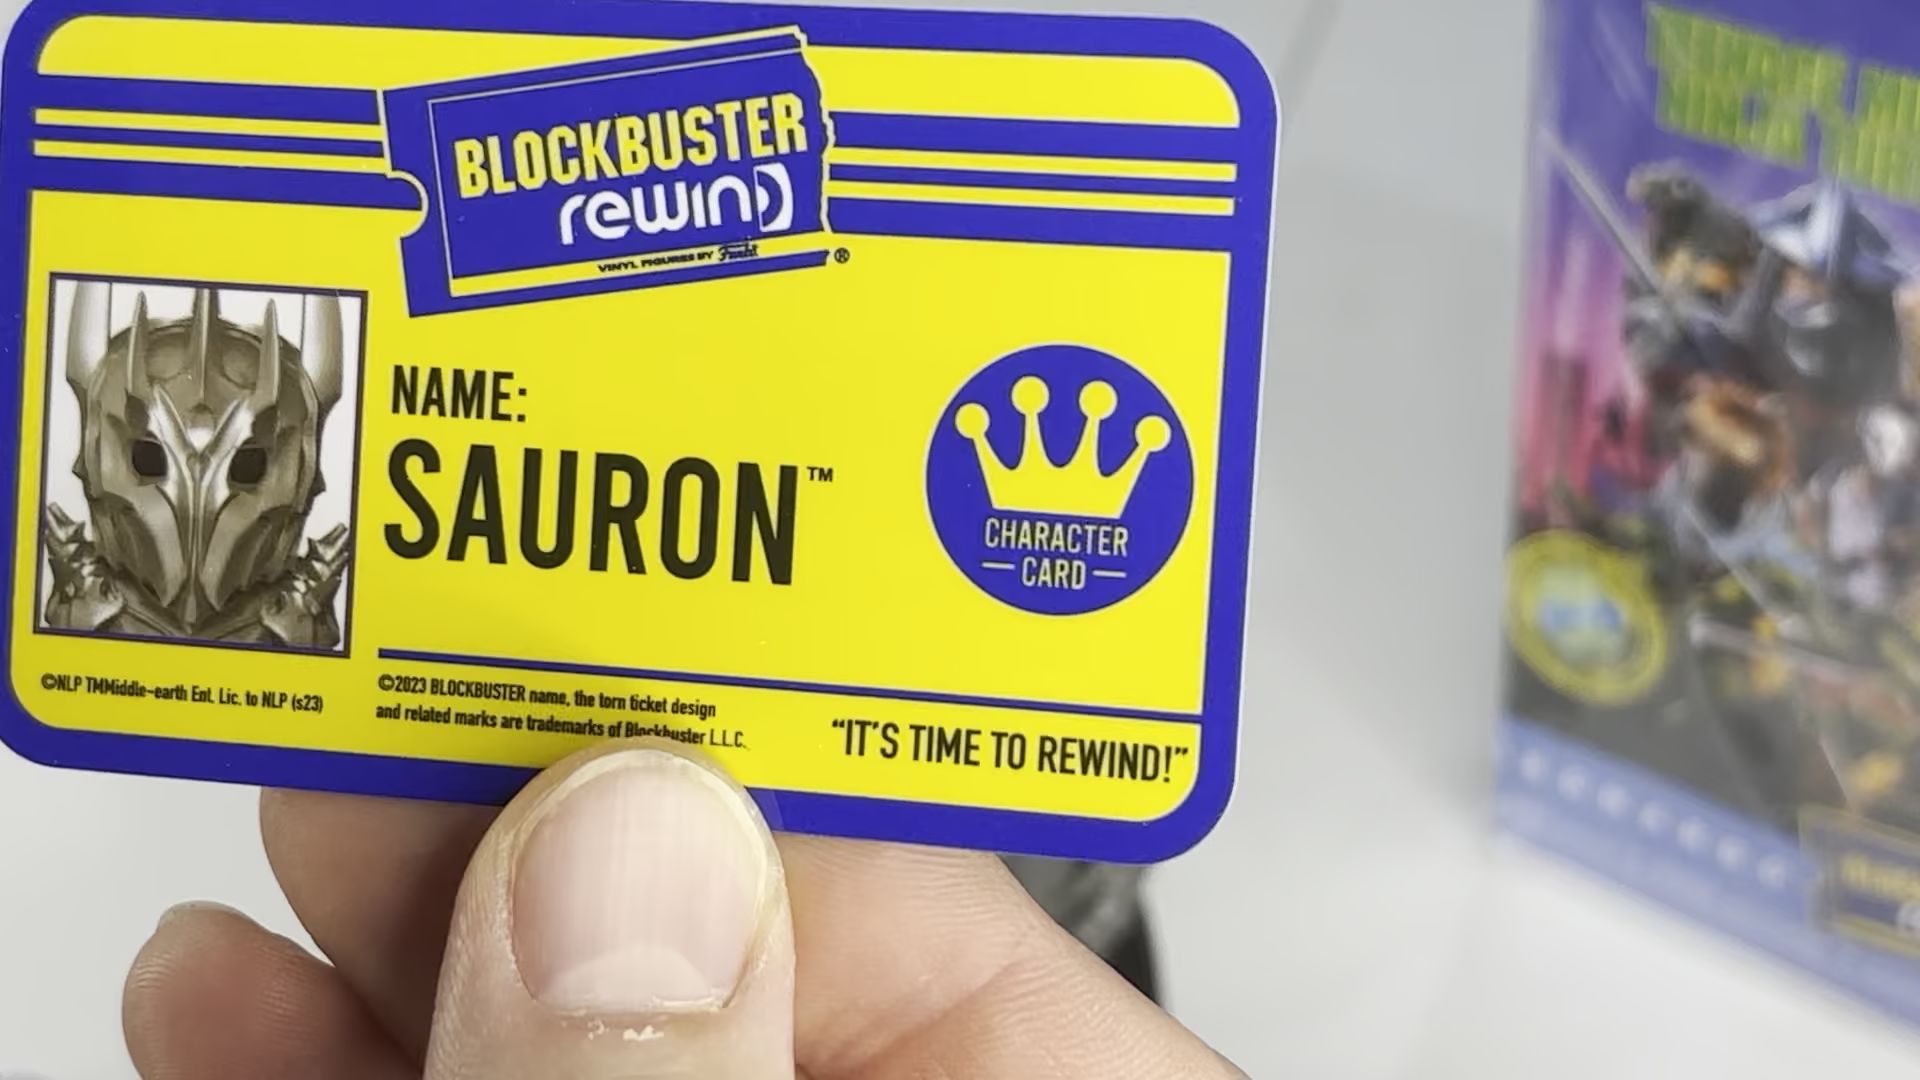 BLOCKBUSTER
rewind
VINYL FIGURES BY Funko
®
NAME:
SAURON™
CHARACTER
CARD
©NLP TMMiddle-earth Ent. Lic. to NLP (s23)
©2023 BLOCKBUSTER name, the torn ticket design
and related marks are trademarks of Blockbuster L.L.C.
“IT’S TIME TO REWIND!”